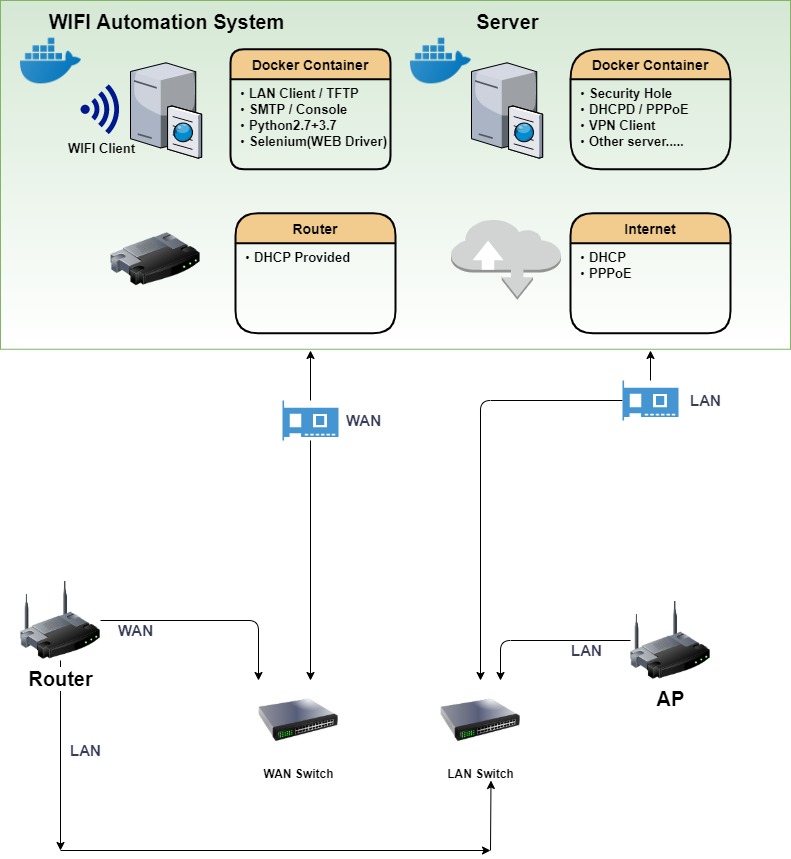 WIFI Automation System
Server
Docker Container
· LAN Client / TFTP
· SMTP / Console
· Python2.7+3.7
· Selenium(WEB Driver)
WIFI Client
Docker Container
· Security Hole
· DHCPD / PPPoE
· VPN Client
· Other server.....
Router
· DHCP Provided
Internet
· DHCP
· PPPoE
WAN
LAN
WAN
Router
LAN
LAN
AP
WAN Switch
LAN Switch